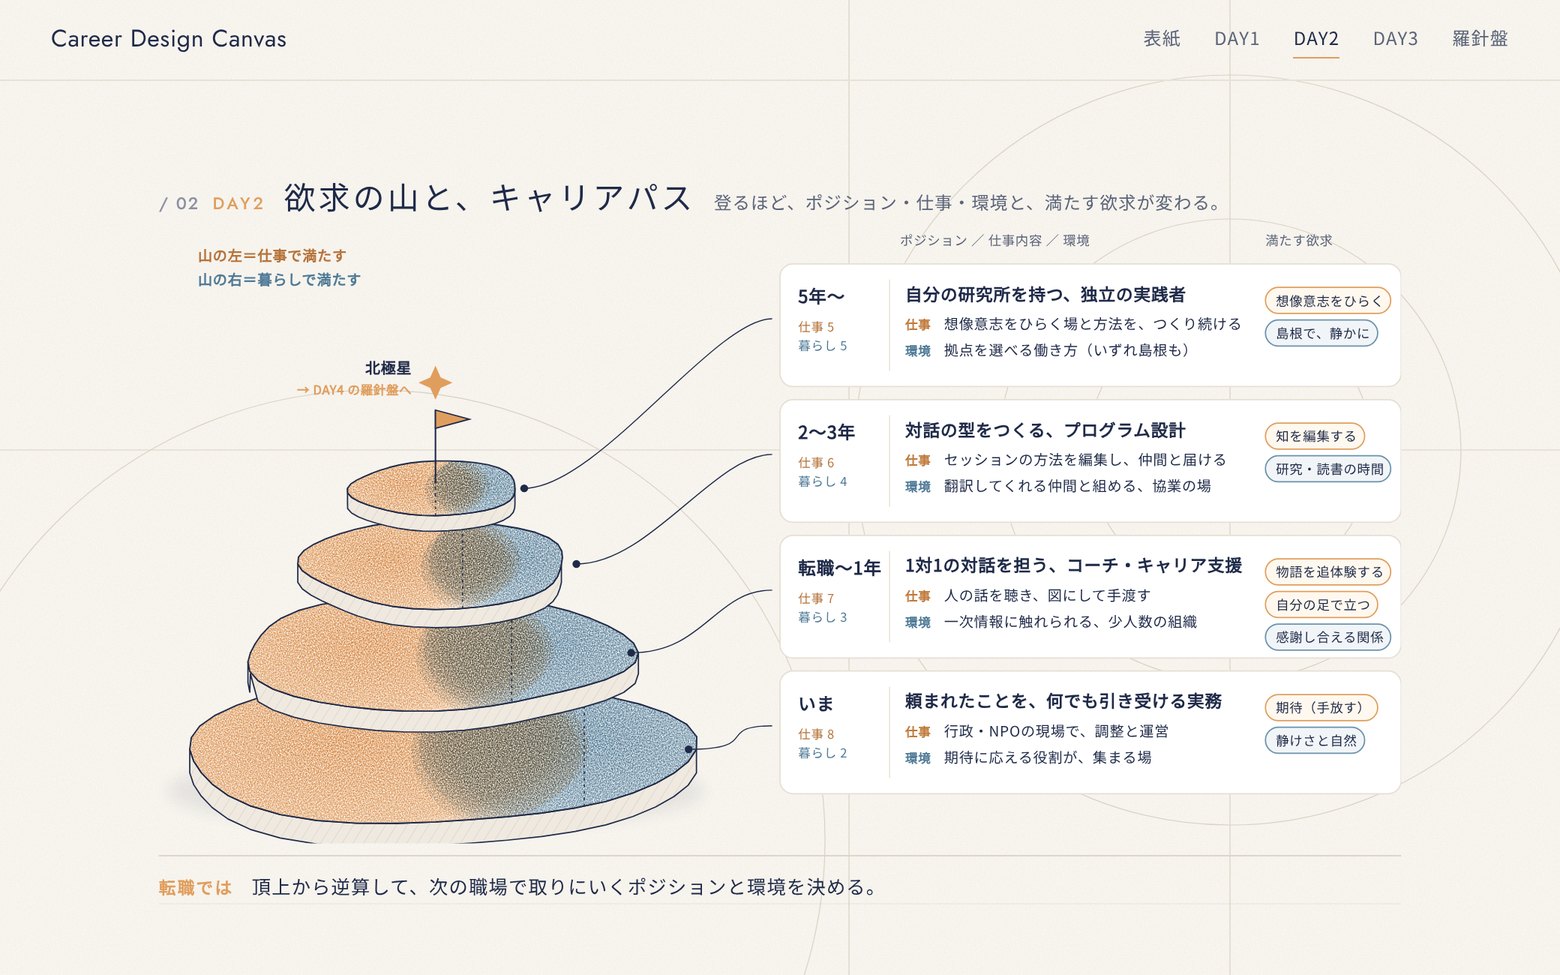 Career Design Canvas
表紙 DAY1 DAY2 DAY3 羅針盤
/ 02 DAY2 欲求の山と、キャリアパス 登るほど、ポジション・仕事・環境と、満たす欲求が変わる。
山の左＝仕事で満たす
山の右＝暮らしで満たす
北極星
→ DAY4 の羅針盤へ
ポジション ／ 仕事内容 ／ 環境 満たす欲求
5年〜
仕事 5
暮らし 5
自分の研究所を持つ、独立の実践者
仕事 想像意志をひらく場と方法を、つくり続ける
環境 拠点を選べる働き方（いずれ島根も）
想像意志をひらく
島根で、静かに
2〜3年
仕事 6
暮らし 4
対話の型をつくる、プログラム設計
仕事 セッションの方法を編集し、仲間と届ける
環境 翻訳してくれる仲間と組める、協業の場
知を編集する
研究・読書の時間
転職〜1年
仕事 7
暮らし 3
1対1の対話を担う、コーチ・キャリア支援
仕事 人の話を聴き、図にして手渡す
環境 一次情報に触れられる、少人数の組織
物語を追体験する
自分の足で立つ
感謝し合える関係
いま
仕事 8
暮らし 2
頼まれたことを、何でも引き受ける実務
仕事 行政・NPOの現場で、調整と運営
環境 期待に応える役割が、集まる場
期待（手放す）
静けさと自然
転職では 頂上から逆算して、次の職場で取りにいくポジションと環境を決める。